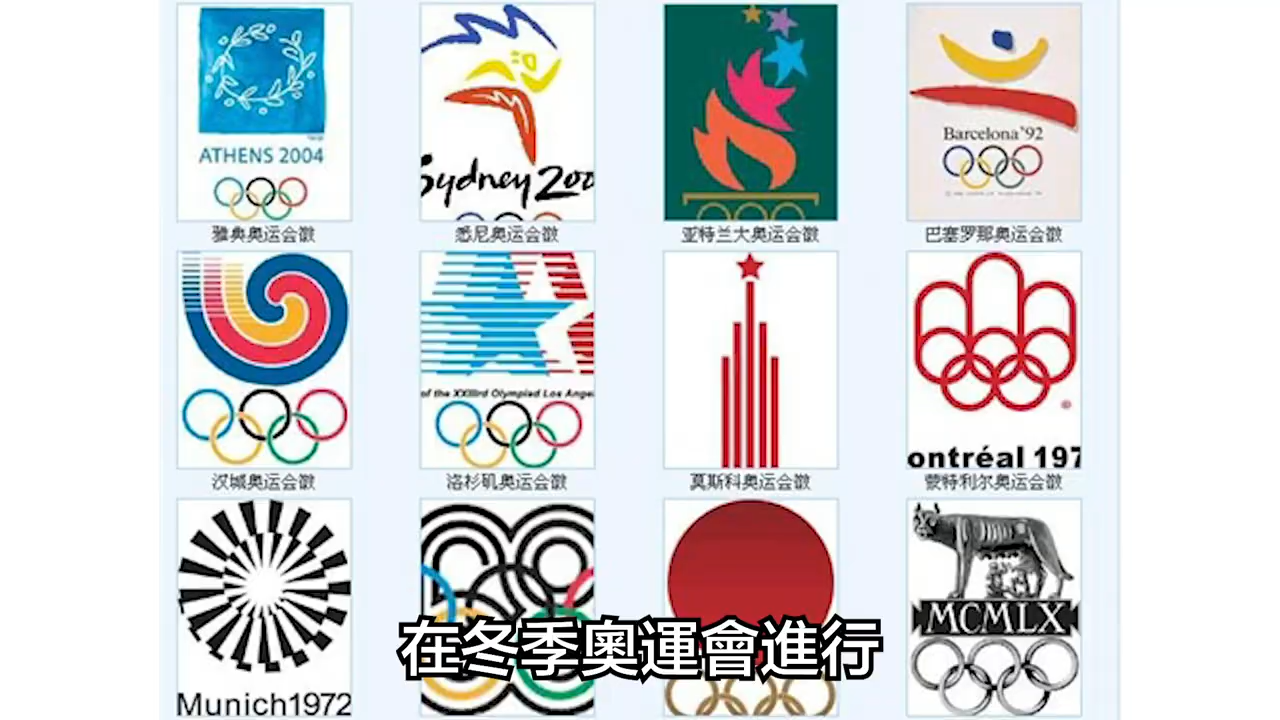 ATHENS 2004
Sydney 200
Barcelona'92
雅典奥运会徽
悉尼奥运会徽
亚特兰大奥运会徽
巴塞罗那奥运会徽
of the XXIIIrd Olympiad Los Ange
ontréal 197
汉城奥运会徽
洛杉矶奥运会徽
莫斯科奥运会徽
蒙特利尔奥运会徽
MCMLX
Munich1972
在冬季奧運會進行